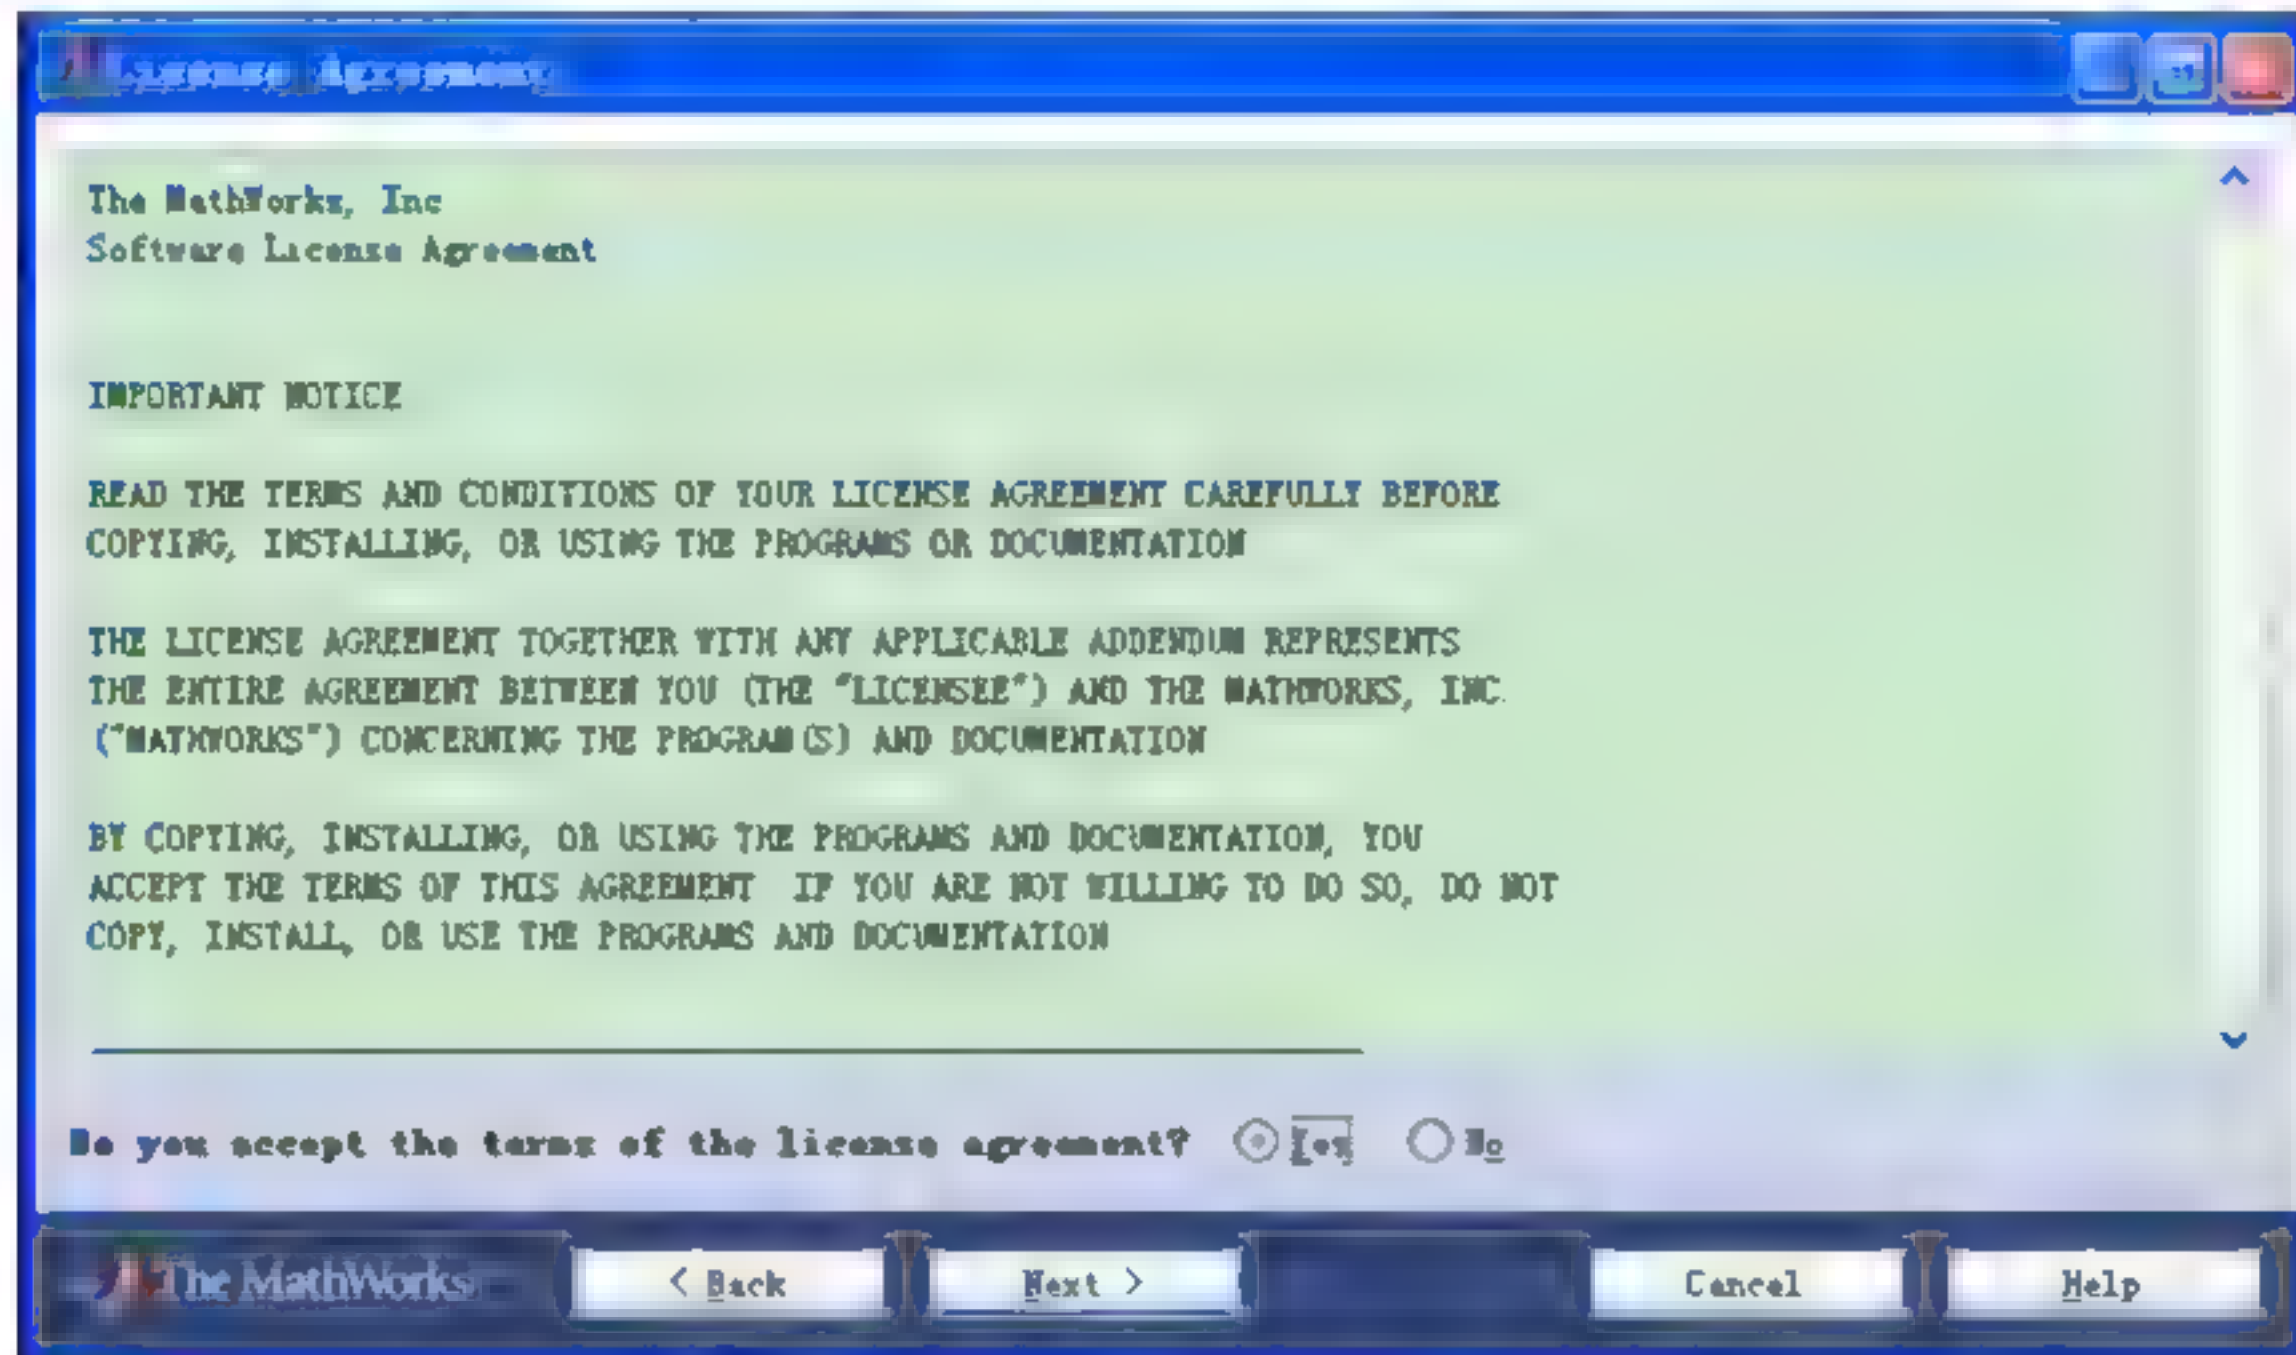 License Agreement
The MathWorks, Inc
Software License Agreement
IMPORTANT NOTICE
READ THE TERMS AND CONDITIONS OF YOUR LICENSE AGREEMENT CAREFULLY BEFORE
COPYING, INSTALLING, OR USING THE PROGRAMS OR DOCUMENTATION
THE LICENSE AGREEMENT TOGETHER WITH ANY APPLICABLE ADDENDUM REPRESENTS
THE ENTIRE AGREEMENT BETWEEN YOU (THE "LICENSEE") AND THE MATHWORKS, INC.
("MATHWORKS") CONCERNING THE PROGRAM(S) AND DOCUMENTATION
BY COPYING, INSTALLING, OR USING THE PROGRAMS AND DOCUMENTATION, YOU
ACCEPT THE TERMS OF THIS AGREEMENT IF YOU ARE NOT WILLING TO DO SO, DO NOT
COPY, INSTALL, OR USE THE PROGRAMS AND DOCUMENTATION
Do you accept the terms of the license agreement? Yes No
The MathWorks < Back Next > Cancel Help